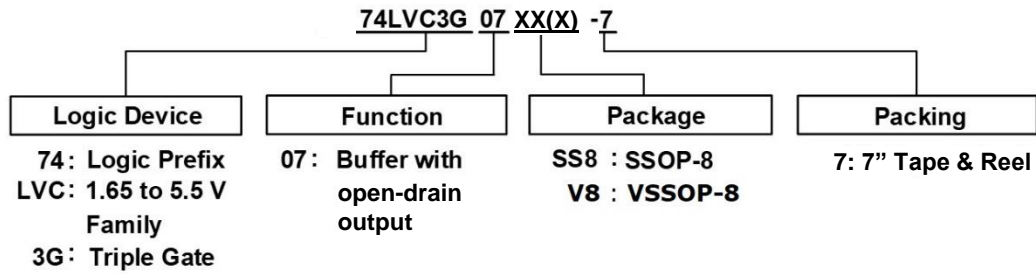 74LVC3G 07 XX(X) -7
Logic Device
Function
Package
Packing
74: Logic Prefix
LVC: 1.65 to 5.5 V
Family
3G: Triple Gate
07: Buffer with
open-drain
output
SS8 : SSOP-8
V8 : VSSOP-8
7: 7” Tape & Reel